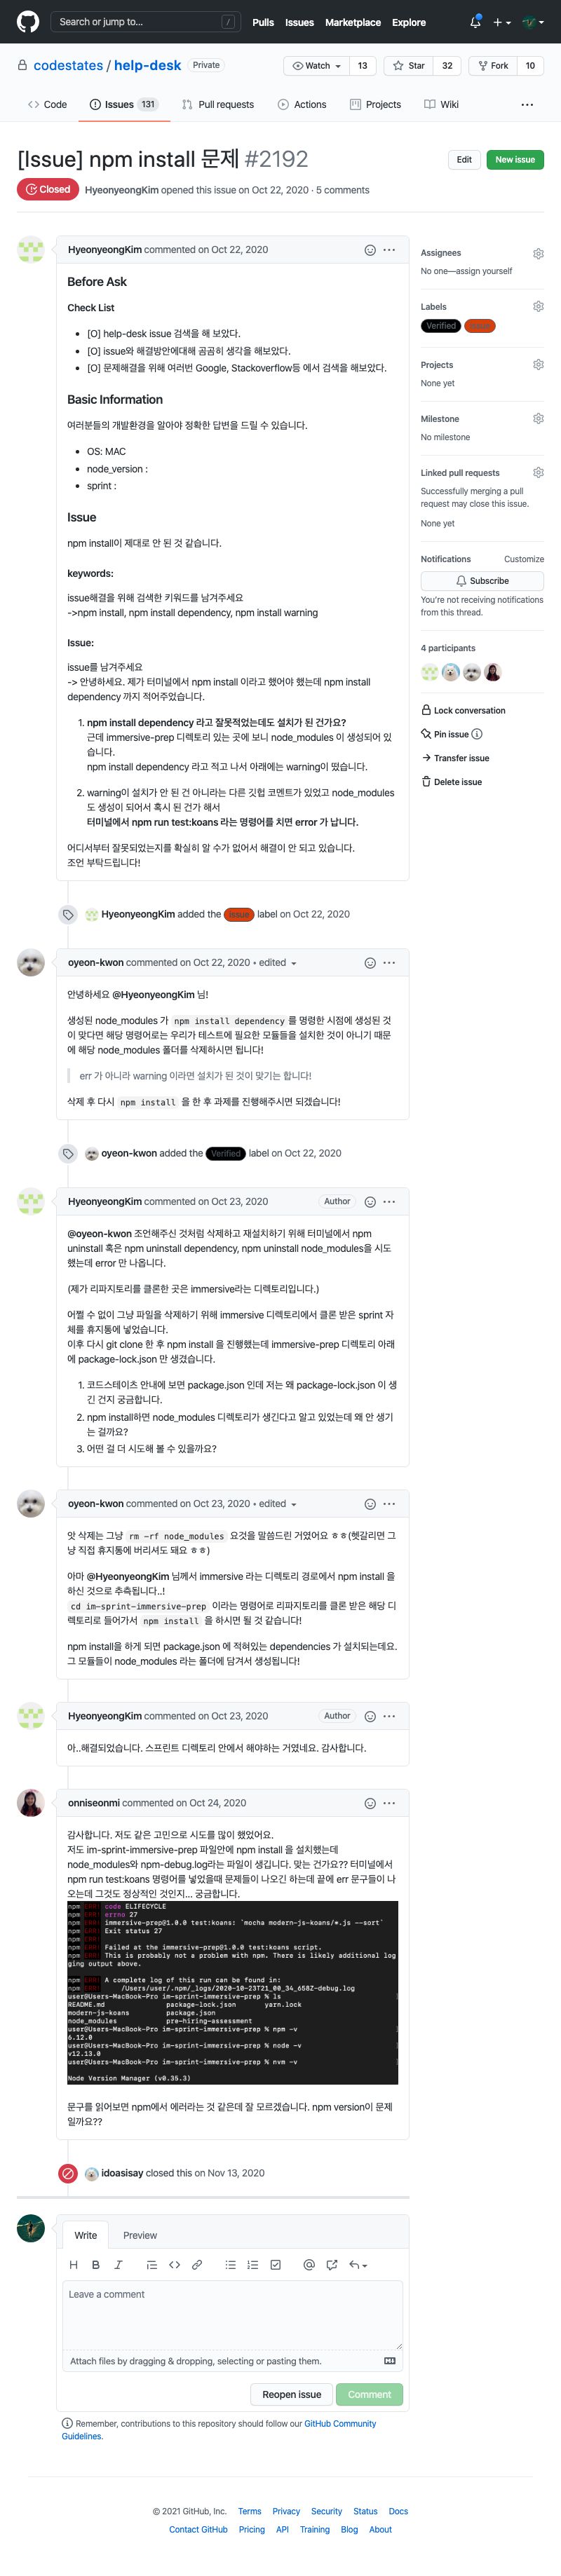 Search or jump to...
/
Pulls Issues Marketplace Explore
codestates / help-desk Private
Watch 13 Star 32 Fork 10
Code Issues 131 Pull requests Actions Projects Wiki
[Issue] npm install 문제 #2192
Edit New issue
Closed HyeonyeongKim opened this issue on Oct 22, 2020 · 5 comments
HyeonyeongKim commented on Oct 22, 2020
Before Ask
Check List
• [O] help-desk issue 검색을 해 보았다.
• [O] issue와 해결방안에대해 곰곰히 생각을 해보았다.
• [O] 문제해결을 위해 여러번 Google, Stackoverflow등 에서 검색을 해보았다.
Basic Information
여러분들의 개발환경을 알아야 정확한 답변을 드릴 수 있습니다.
• OS: MAC
• node_version :
• sprint :
Issue
npm install이 제대로 안 된 것 같습니다.
keywords:
issue해결을 위해 검색한 키워드를 남겨주세요
->npm install, npm install dependency, npm install warning
Issue:
issue를 남겨주세요
-> 안녕하세요. 제가 터미널에서 npm install 이라고 했어야 했는데 npm install
dependency 까지 적어주었습니다.
1. npm install dependency 라고 잘못적었는데도 설치가 된 건가요?
근데 immersive-prep 디렉토리 있는 곳에 보니 node_modules 이 생성되어 있
습니다.
npm install dependency 라고 적고 나서 아래에는 warning이 떴습니다.
2. warning이 설치가 안 된 건 아니라는 다른 깃헙 코멘트가 있었고 node_modules
도 생성이 되어서 혹시 된 건가 해서
터미널에서 npm run test:koans 라는 명령어를 치면 error 가 납니다.
어디서부터 잘못되었는지를 확실히 알 수가 없어서 해결이 안 되고 있습니다.
조언 부탁드립니다!
Assignees
No one—assign yourself
Labels
Verified Issue
Projects
None yet
Milestone
No milestone
Linked pull requests
Successfully merging a pull
request may close this issue.
None yet
Notifications Customize
Subscribe
You're not receiving notifications
from this thread.
4 participants
Lock conversation
Pin issue
Transfer issue
Delete issue
HyeonyeongKim added the Issue label on Oct 22, 2020
oyeon-kwon commented on Oct 22, 2020 • edited
안녕하세요 @HyeonyeongKim 님!
생성된 node_modules 가 npm install dependency 를 명령한 시점에 생성된 것
이 맞다면 해당 명령어로는 우리가 테스트에 필요한 모듈들을 설치한 것이 아니기 때문
에 해당 node_modules 폴더를 삭제하시면 됩니다!
err 가 아니라 warning 이라면 설치가 된 것이 맞기는 합니다!
삭제 후 다시 npm install 을 한 후 과제를 진행해주시면 되겠습니다!
oyeon-kwon added the Verified label on Oct 22, 2020
HyeonyeongKim commented on Oct 23, 2020 Author
@oyeon-kwon 조언해주신 것처럼 삭제하고 재설치하기 위해 터미널에서 npm
uninstall 혹은 npm uninstall dependency, npm uninstall node_modules을 시도
했는데 error 만 나옵니다.
(제가 리파지토리를 클론한 곳은 immersive라는 디렉토리입니다.)
어쩔 수 없이 그냥 파일을 삭제하기 위해 immersive 디렉토리에서 클론 받은 sprint 자
체를 휴지통에 넣었습니다.
이후 다시 git clone 한 후 npm install 을 진행했는데 immersive-prep 디렉토리 아래
에 package-lock.json 만 생겼습니다.
1. 코드스테이츠 안내에 보면 package.json 인데 저는 왜 package-lock.json 이 생
긴 건지 궁금합니다.
2. npm install하면 node_modules 디렉토리가 생긴다고 알고 있었는데 왜 안 생기
는 걸까요?
3. 어떤 걸 더 시도해 볼 수 있을까요?
oyeon-kwon commented on Oct 23, 2020 • edited
앗 삭제는 그냥 rm -rf node_modules 요것을 말씀드린 거였어요 ㅎㅎ(헷갈리면 그
냥 직접 휴지통에 버리셔도 돼요 ㅎㅎ)
아마 @HyeonyeongKim 님께서 immersive 라는 디렉토리 경로에서 npm install 을
하신 것으로 추측됩니다..!
cd im-sprint-immersive-prep 이라는 명령어로 리파지토리를 클론 받은 해당 디
렉토리로 들어가서 npm install 을 하시면 될 것 같습니다!
npm install을 하게 되면 package.json 에 적혀있는 dependencies 가 설치되는데요.
그 모듈들이 node_modules 라는 폴더에 담겨서 생성됩니다!
HyeonyeongKim commented on Oct 23, 2020 Author
아..해결되었습니다. 스프린트 디렉토리 안에서 해야하는 거였네요. 감사합니다.
onniseonmi commented on Oct 24, 2020
감사합니다. 저도 같은 고민으로 시도를 많이 했었어요.
저도 im-sprint-immersive-prep 파일안에 npm install 을 설치했는데
node_modules와 npm-debug.log라는 파일이 생깁니다. 맞는 건가요?? 터미널에서
npm run test:koans 명령어를 넣었을때 문제들이 나오긴 하는데 끝에 err 문구들이 나
오는데 그것도 정상적인 것인지... 궁금합니다.
npm ERR! code ELIFECYCLE
npm ERR! errno 27
npm ERR! immersive-prep@1.0.0 test:koans: `mocha modern-js-koans/*.js --sort`
npm ERR! Exit status 27
npm ERR!
npm ERR! Failed at the immersive-prep@1.0.0 test:koans script.
npm ERR! This is probably not a problem with npm. There is likely additional log
ging output above.
npm ERR! A complete log of this run can be found in:
npm ERR! /Users/user/.npm/_logs/2020-10-23T21_00_34_658Z-debug.log
user@Users-MacBook-Pro im-sprint-immersive-prep % ls
README.md package-lock.json yarn.lock
modern-js-koans package.json
node_modules pre-hiring-assessment
user@Users-MacBook-Pro im-sprint-immersive-prep % npm -v
6.12.0
user@Users-MacBook-Pro im-sprint-immersive-prep % node -v
v12.13.0
user@Users-MacBook-Pro im-sprint-immersive-prep % nvm -v
Node Version Manager (v0.35.3)
문구를 읽어보면 npm에서 에러라는 것 같은데 잘 모르겠습니다. npm version이 문제
일까요??
idoasisay closed this on Nov 13, 2020
Write Preview
Leave a comment
Attach files by dragging & dropping, selecting or pasting them.
Reopen issue Comment
Remember, contributions to this repository should follow our GitHub Community
Guidelines.
© 2021 GitHub, Inc. Terms Privacy Security Status Docs
Contact GitHub Pricing API Training Blog About